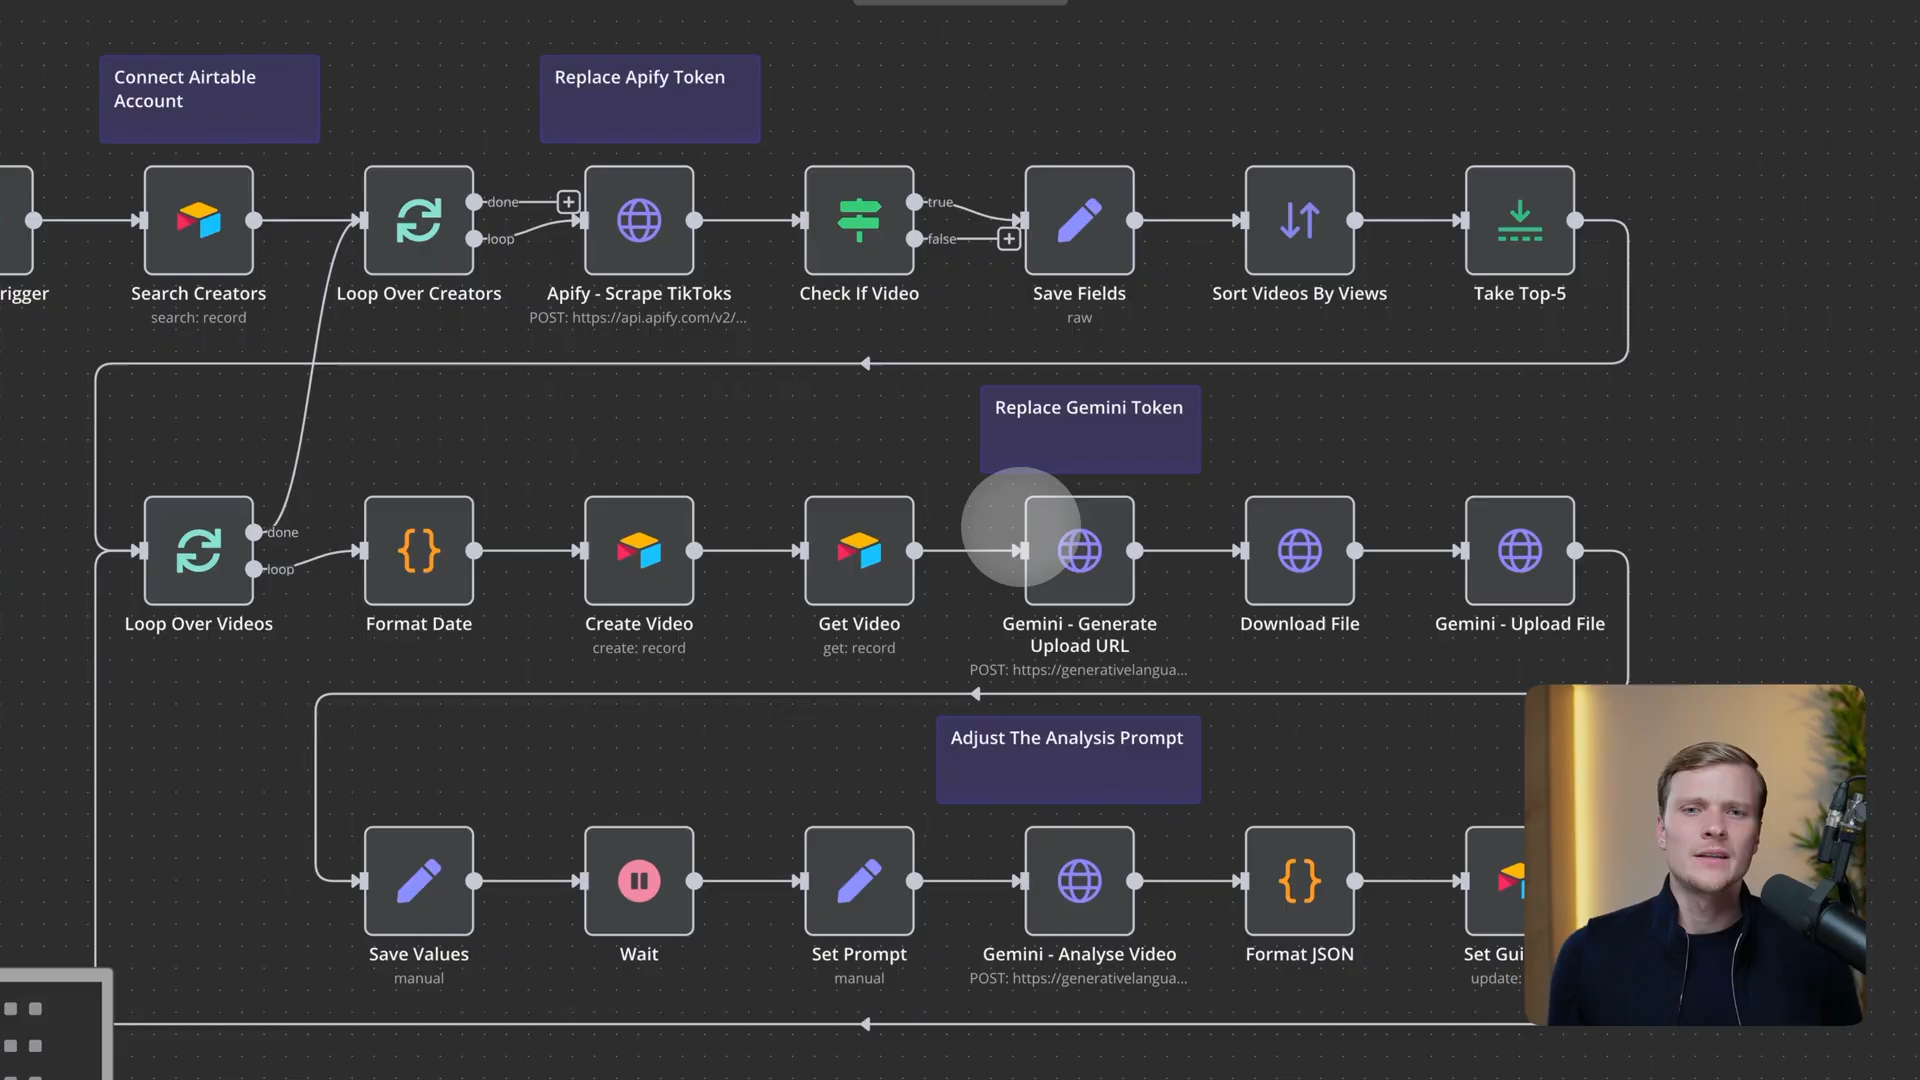 Connect Airtable
Account
Replace Apify Token
done
loop
true
false
rigger
Search Creators
search: record
Loop Over Creators
Apify - Scrape TikToks
POST: https://api.apify.com/v2/...
Check If Video
Save Fields
raw
Sort Videos By Views
Take Top-5
Replace Gemini Token
done
loop
Loop Over Videos
Format Date
Create Video
create: record
Get Video
get: record
Gemini - Generate
Upload URL
POST: https://generativelangua...
Download File
Gemini - Upload File
Adjust The Analysis Prompt
Save Values
manual
Wait
Set Prompt
manual
Gemini - Analyse Video
POST: https://generativelangua...
Format JSON
Set Gui
update: